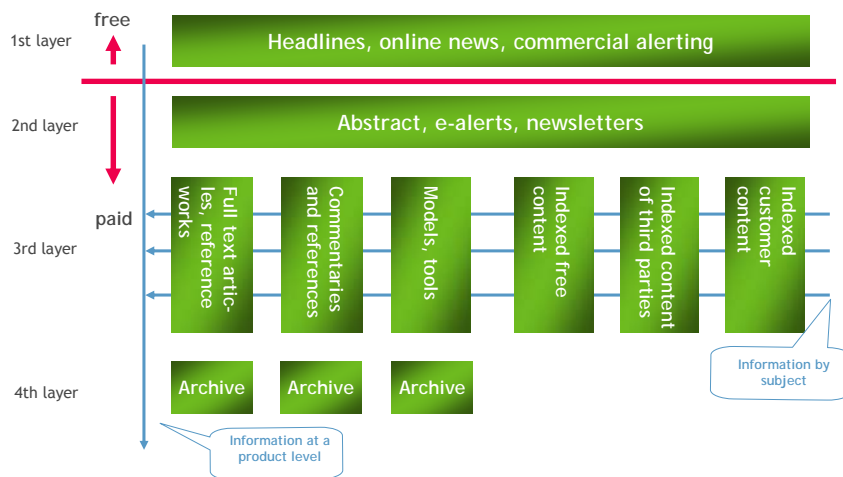 free
1st layer
Headlines, online news, commercial alerting
2nd layer
Abstract, e-alerts, newsletters
paid
3rd layer
Full text artic-
les, reference
works
Commentaries
and references
Models, tools
Indexed free
content
Indexed content
of third parties
Indexed
customer
content
Information by
subject
4th layer
Archive
Archive
Archive
Information at a
product level